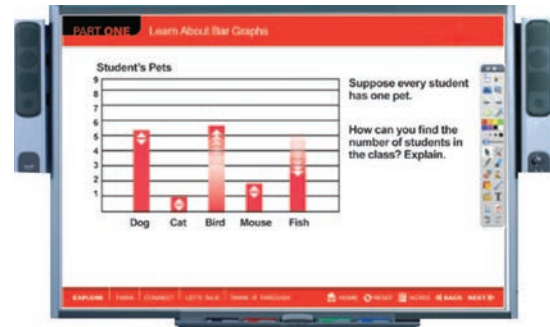 PART ONE Learn About Bar Graphs
Student's Pets
9
8
7
6
5
4
3
2
1
Dog Cat Bird Mouse Fish
Suppose every student
has one pet.
How can you find the
number of students in
the class? Explain.
EXPLORE THINK CONNECT LET'S TALK THINK IT THROUGH HOME RESET NOTES BACK NEXT